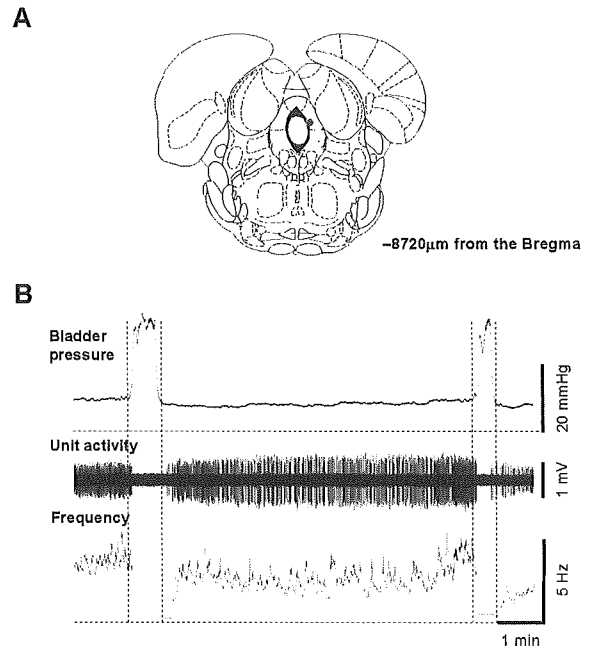 A
–8720μm from the Bregma
B
Bladder
pressure
20 mmHg
Unit activity
1 mV
Frequency
5 Hz
1 min